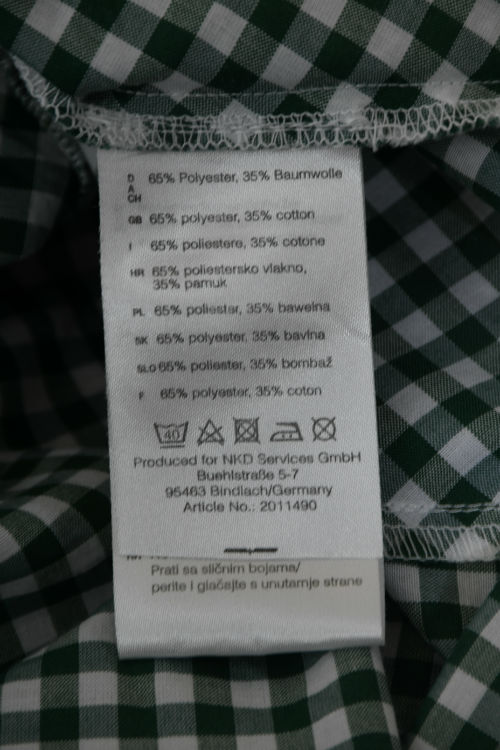 D
A
CH
65% Polyester, 35% Baumwolle
GB 65% polyester, 35% cotton
I 65% poliestere, 35% cotone
HR 65% poliestersko vlakno,
35% pamuk
PL 65% poliester, 35% bawełna
SK 65% polyester, 35% bavlna
SLO 65% poliester, 35% bombaž
F 65% polyester, 35% coton
40
Produced for NKD Services GmbH
Buehlstraße 5-7
95463 Bindlach/Germany
Article No.: 2011490
Prati sa sličnim bojama/
perite i glačajte s unutarnje strane